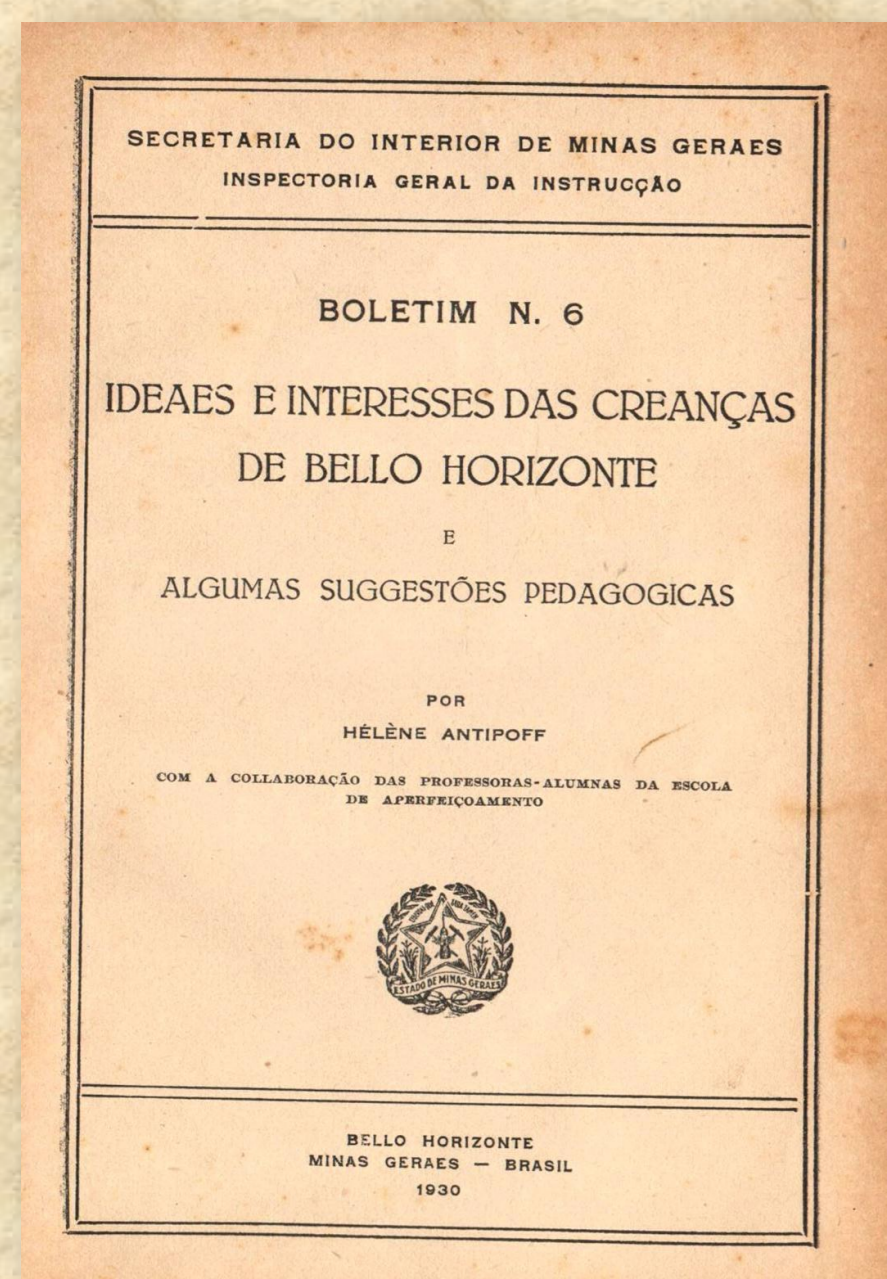 SECRETARIA DO INTERIOR DE MINAS GERAES
INSPECTORIA GERAL DA INSTRUCÇÃO
BOLETIM N. 6
IDEAES E INTERESSES DAS CREANÇAS
DE BELLO HORIZONTE
E
ALGUMAS SUGGESTÕES PEDAGOGICAS
POR
HÉLÈNE ANTIPOFF
COM A COLLABORAÇÃO DAS PROFESSORAS-ALUMNAS DA ESCOLA
DE APERFEIÇOAMENTO
ESTADO DE MINAS GERAES
BELLO HORIZONTE
MINAS GERAES — BRASIL
1930